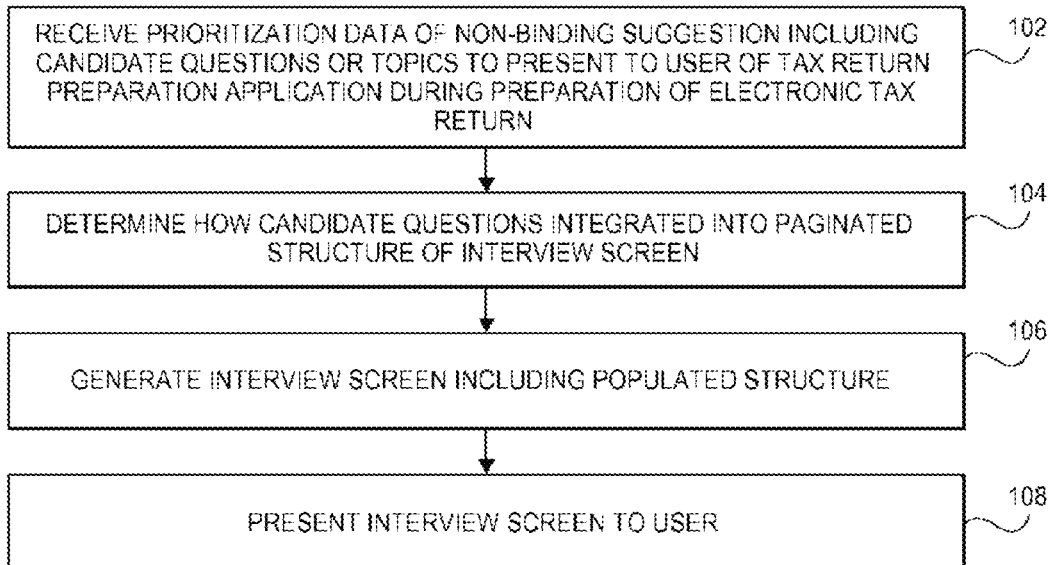 RECEIVE PRIORITIZATION DATA OF NON-BINDING SUGGESTION INCLUDING
CANDIDATE QUESTIONS OR TOPICS TO PRESENT TO USER OF TAX RETURN
PREPARATION APPLICATION DURING PREPARATION OF ELECTRONIC TAX
RETURN
102
DETERMINE HOW CANDIDATE QUESTIONS INTEGRATED INTO PAGINATED
STRUCTURE OF INTERVIEW SCREEN
104
GENERATE INTERVIEW SCREEN INCLUDING POPULATED STRUCTURE
106
PRESENT INTERVIEW SCREEN TO USER
108